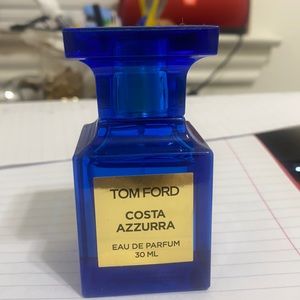 TOM FORD
COSTA
AZZURRA
EAU DE PARFUM
30 ML